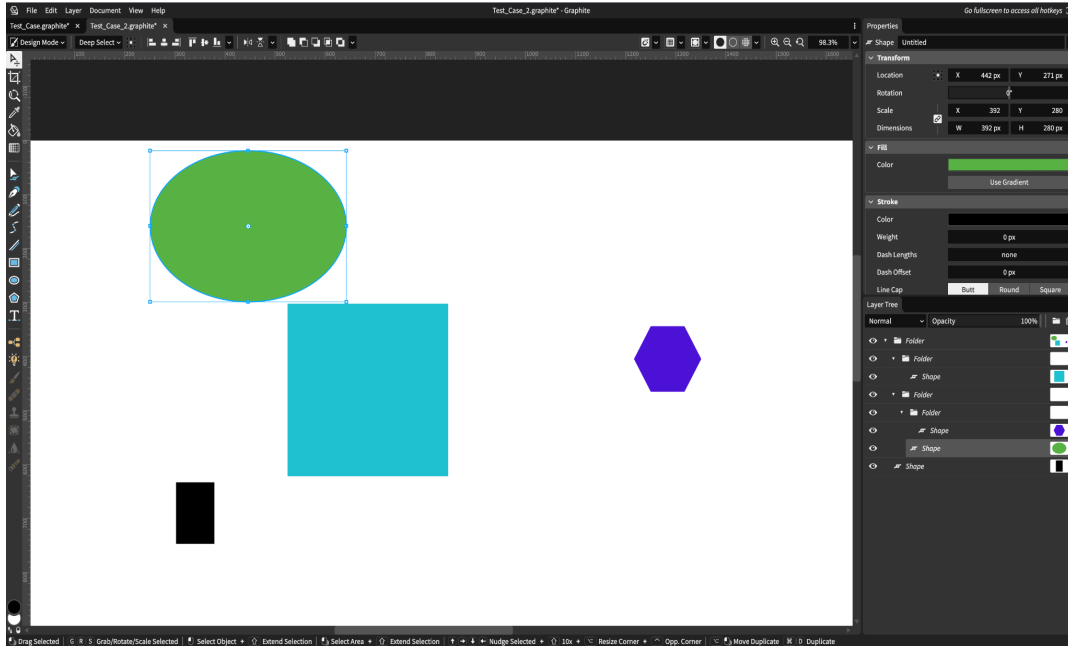 File Edit Layer Document View Help
Test_Case_2.graphite* - Graphite
Go fullscreen to access all hotkeys
Test_Case.graphite* × Test_Case_2.graphite* ×
Properties
Design Mode Deep Select
98.3%
Shape Untitled
Transform
Location X 442 px Y 271 px
Rotation 0°
Scale X 392 Y 280
Dimensions W 392 px H 280 px
Fill
Color
Use Gradient
Stroke
Color
Weight 0 px
Dash Lengths none
Dash Offset 0 px
Line Cap Butt Round Square
Layer Tree
Normal Opacity 100%
Folder
Folder
Shape
Folder
Folder
Shape
Shape
Shape
Drag Selected G R S Grab/Rotate/Scale Selected Select Object + Extend Selection Select Area + Extend Selection ↑ → ↓ ← Nudge Selected + 10x + Resize Corner + Opp. Corner Move Duplicate ⌘ D Duplicate